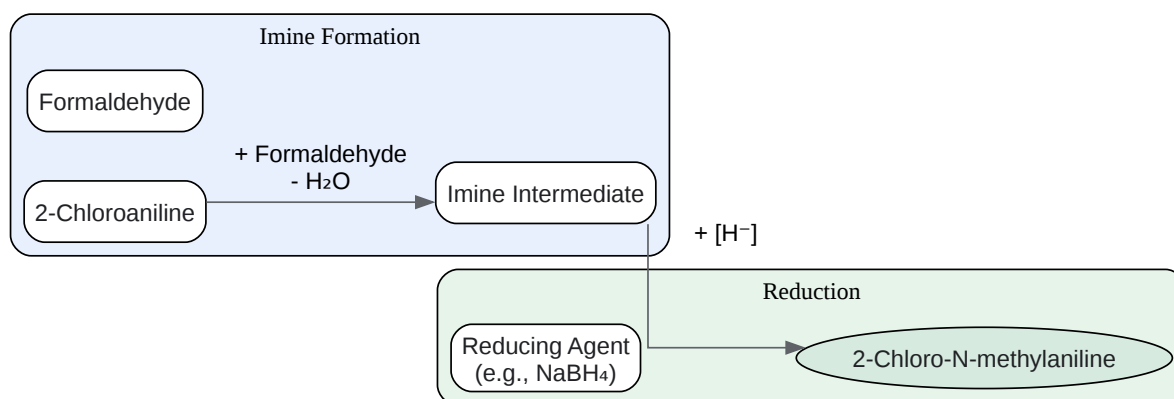 Imine Formation
Formaldehyde
+ Formaldehyde
- H₂O
2-Chloroaniline
Imine Intermediate
+ [H⁻]
Reduction
Reducing Agent
(e.g., NaBH₄)
2-Chloro-N-methylaniline